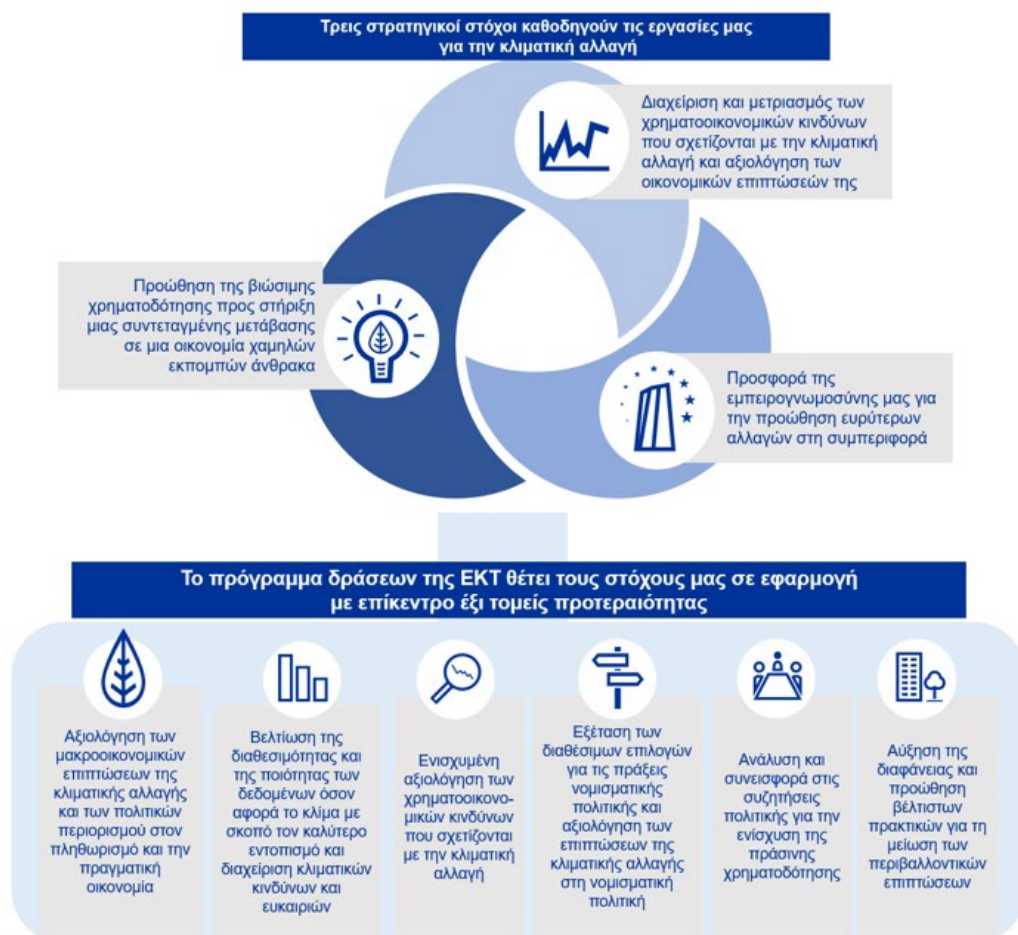 Τρεις στρατηγικοί στόχοι καθοδηγούν τις εργασίες μας
για την κλιματική αλλαγή
Διαχείριση και μετριασμός των
χρηματοοικονομικών κινδύνων
που σχετίζονται με την κλιματική
αλλαγή και αξιολόγηση των
οικονομικών επιπτώσεών της
Προώθηση της βιώσιμης
χρηματοδότησης προς στήριξη
μιας συντεταγμένης μετάβασης
σε μια οικονομία χαμηλών
εκπομπών άνθρακα
Προσφορά της
εμπειρογνωμοσύνης μας για
την προώθηση ευρύτερων
αλλαγών στη συμπεριφορά
Το πρόγραμμα δράσεων της ΕΚΤ θέτει τους στόχους μας σε εφαρμογή
με επίκεντρο έξι τομείς προτεραιότητας
Αξιολόγηση των
μακροοικονομικών
επιπτώσεων της
κλιματικής αλλαγής
και των πολιτικών
περιορισμού στον
πληθωρισμό και την
πραγματική
οικονομία
Βελτίωση της
διαθεσιμότητας και
της ποιότητας των
δεδομένων όσον
αφορά το κλίμα με
σκοπό τον καλύτερο
εντοπισμό και
διαχείριση κλιματικών
κινδύνων και
ευκαιριών
Ενισχυμένη
αξιολόγηση των
χρηματοοικονο-
μικών κινδύνων
που σχετίζονται
με την κλιματική
αλλαγή
Εξέταση των
διαθέσιμων επιλογών
για τις πράξεις
νομισματικής
πολιτικής και
αξιολόγηση των
επιπτώσεων της
κλιματικής αλλαγής
στη νομισματική
πολιτική
Ανάλυση και
συνεισφορά στις
συζητήσεις
πολιτικής για την
ενίσχυση της
πράσινης
χρηματοδότησης
Αύξηση της
διαφάνειας και
προώθηση
βέλτιστων
πρακτικών για τη
μείωση των
περιβαλλοντικών
επιπτώσεων